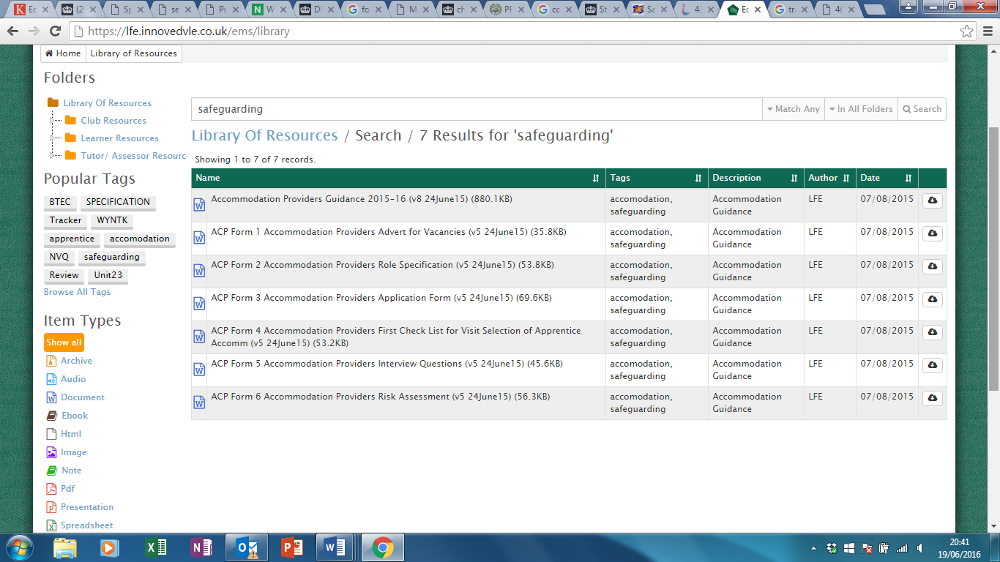 Ec
(2
Sp
se
Pu
W
DI
fo
M
ch
PF
co
St
Sa
43
Ec
tra
4(
https://lfe.innovedvle.co.uk/ems/library
Home Library of Resources
Folders
Library Of Resources
Club Resources
Learner Resources
Tutor/ Assessor Resource
Popular Tags
BTEC SPECIFICATION
Tracker WYNTK
apprentice accomodation
NVQ safeguarding
Review Unit23
Browse All Tags
Item Types
Show all
Archive
Audio
Document
Ebook
Html
Image
Note
Pdf
Presentation
Spreadsheet
safeguarding Match Any In All Folders Search
Library Of Resources / Search / 7 Results for 'safeguarding'
Showing 1 to 7 of 7 records.
Name Tags Description Author Date
Accommodation Providers Guidance 2015-16 (v8 24June15) (880.1KB) accomodation, Accommodation LFE 07/08/2015
safeguarding Guidance
ACP Form 1 Accommodation Providers Advert for Vacancies (v5 24June15) (35.8KB) accomodation, Accommodation LFE 07/08/2015
safeguarding Guidance
ACP Form 2 Accommodation Providers Role Specification (v5 24June15) (53.8KB) accomodation, Accommodation LFE 07/08/2015
safeguarding Guidance
ACP Form 3 Accommodation Providers Application Form (v5 24June15) (69.6KB) accomodation, Accommodation LFE 07/08/2015
safeguarding Guidance
ACP Form 4 Accommodation Providers First Check List for Visit Selection of Apprentice accomodation, Accommodation LFE 07/08/2015
Accomm (v5 24June15) (53.2KB) safeguarding Guidance
ACP Form 5 Accommodation Providers Interview Questions (v5 24June15) (45.6KB) accomodation, Accommodation LFE 07/08/2015
safeguarding Guidance
ACP Form 6 Accommodation Providers Risk Assessment (v5 24June15) (56.3KB) accomodation, Accommodation LFE 07/08/2015
safeguarding Guidance
20:41
19/06/2016